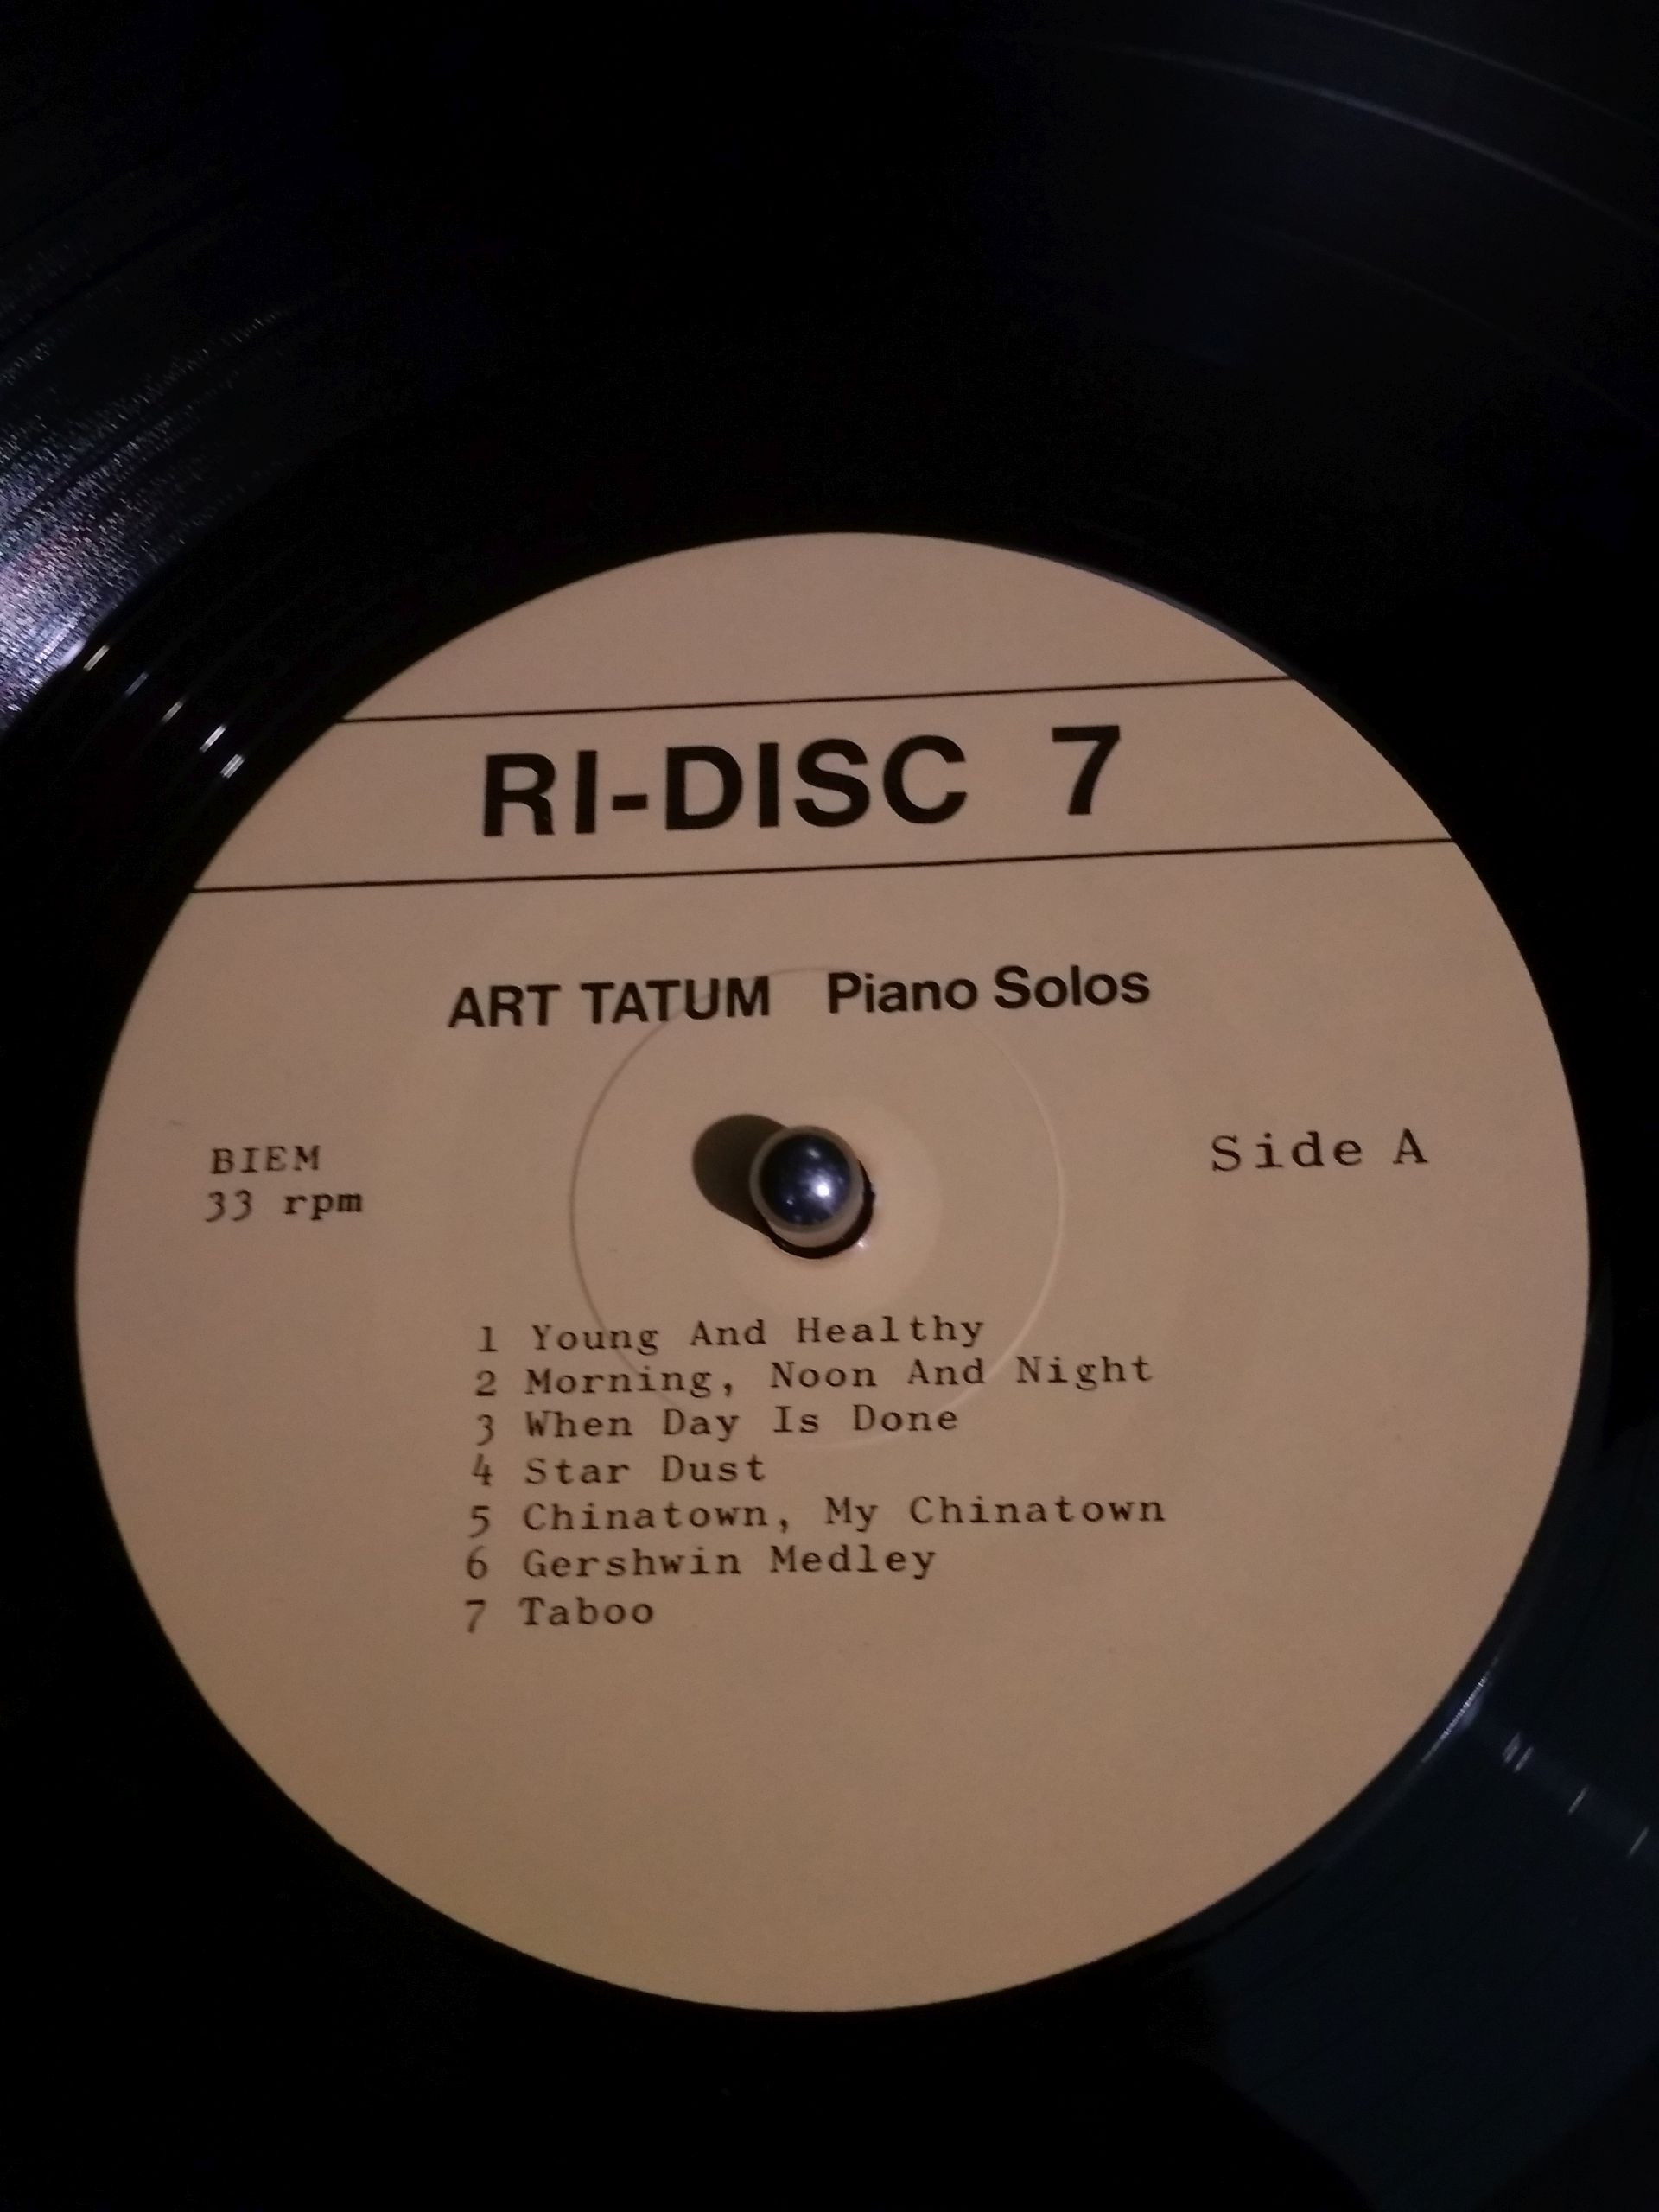 RI-DISC 7
ART TATUM Piano Solos
BIEM
33 rpm
Side A
1 Young And Healthy
2 Morning, Noon And Night
3 When Day Is Done
4 Star Dust
5 Chinatown, My Chinatown
6 Gershwin Medley
7 Taboo